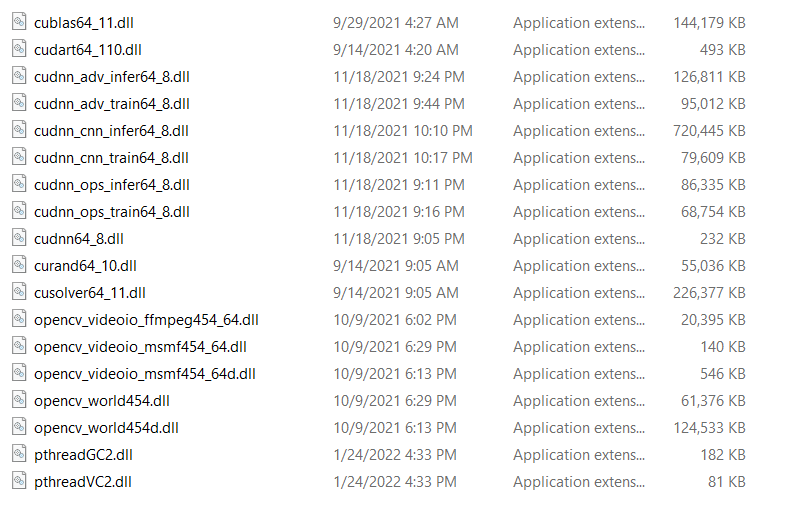 cublas64_11.dll 9/29/2021 4:27 AM Application extens... 144,179 KB
cudart64_110.dll 9/14/2021 4:20 AM Application extens... 493 KB
cudnn_adv_infer64_8.dll 11/18/2021 9:24 PM Application extens... 126,811 KB
cudnn_adv_train64_8.dll 11/18/2021 9:44 PM Application extens... 95,012 KB
cudnn_cnn_infer64_8.dll 11/18/2021 10:10 PM Application extens... 720,445 KB
cudnn_cnn_train64_8.dll 11/18/2021 10:17 PM Application extens... 79,609 KB
cudnn_ops_infer64_8.dll 11/18/2021 9:11 PM Application extens... 86,335 KB
cudnn_ops_train64_8.dll 11/18/2021 9:16 PM Application extens... 68,754 KB
cudnn64_8.dll 11/18/2021 9:05 PM Application extens... 232 KB
curand64_10.dll 9/14/2021 9:05 AM Application extens... 55,036 KB
cusolver64_11.dll 9/14/2021 9:05 AM Application extens... 226,377 KB
opencv_videoio_ffmpeg454_64.dll 10/9/2021 6:02 PM Application extens... 20,395 KB
opencv_videoio_msmf454_64.dll 10/9/2021 6:29 PM Application extens... 140 KB
opencv_videoio_msmf454_64d.dll 10/9/2021 6:13 PM Application extens... 546 KB
opencv_world454.dll 10/9/2021 6:29 PM Application extens... 61,376 KB
opencv_world454d.dll 10/9/2021 6:13 PM Application extens... 124,533 KB
pthreadGC2.dll 1/24/2022 4:33 PM Application extens... 182 KB
pthreadVC2.dll 1/24/2022 4:33 PM Application extens... 81 KB